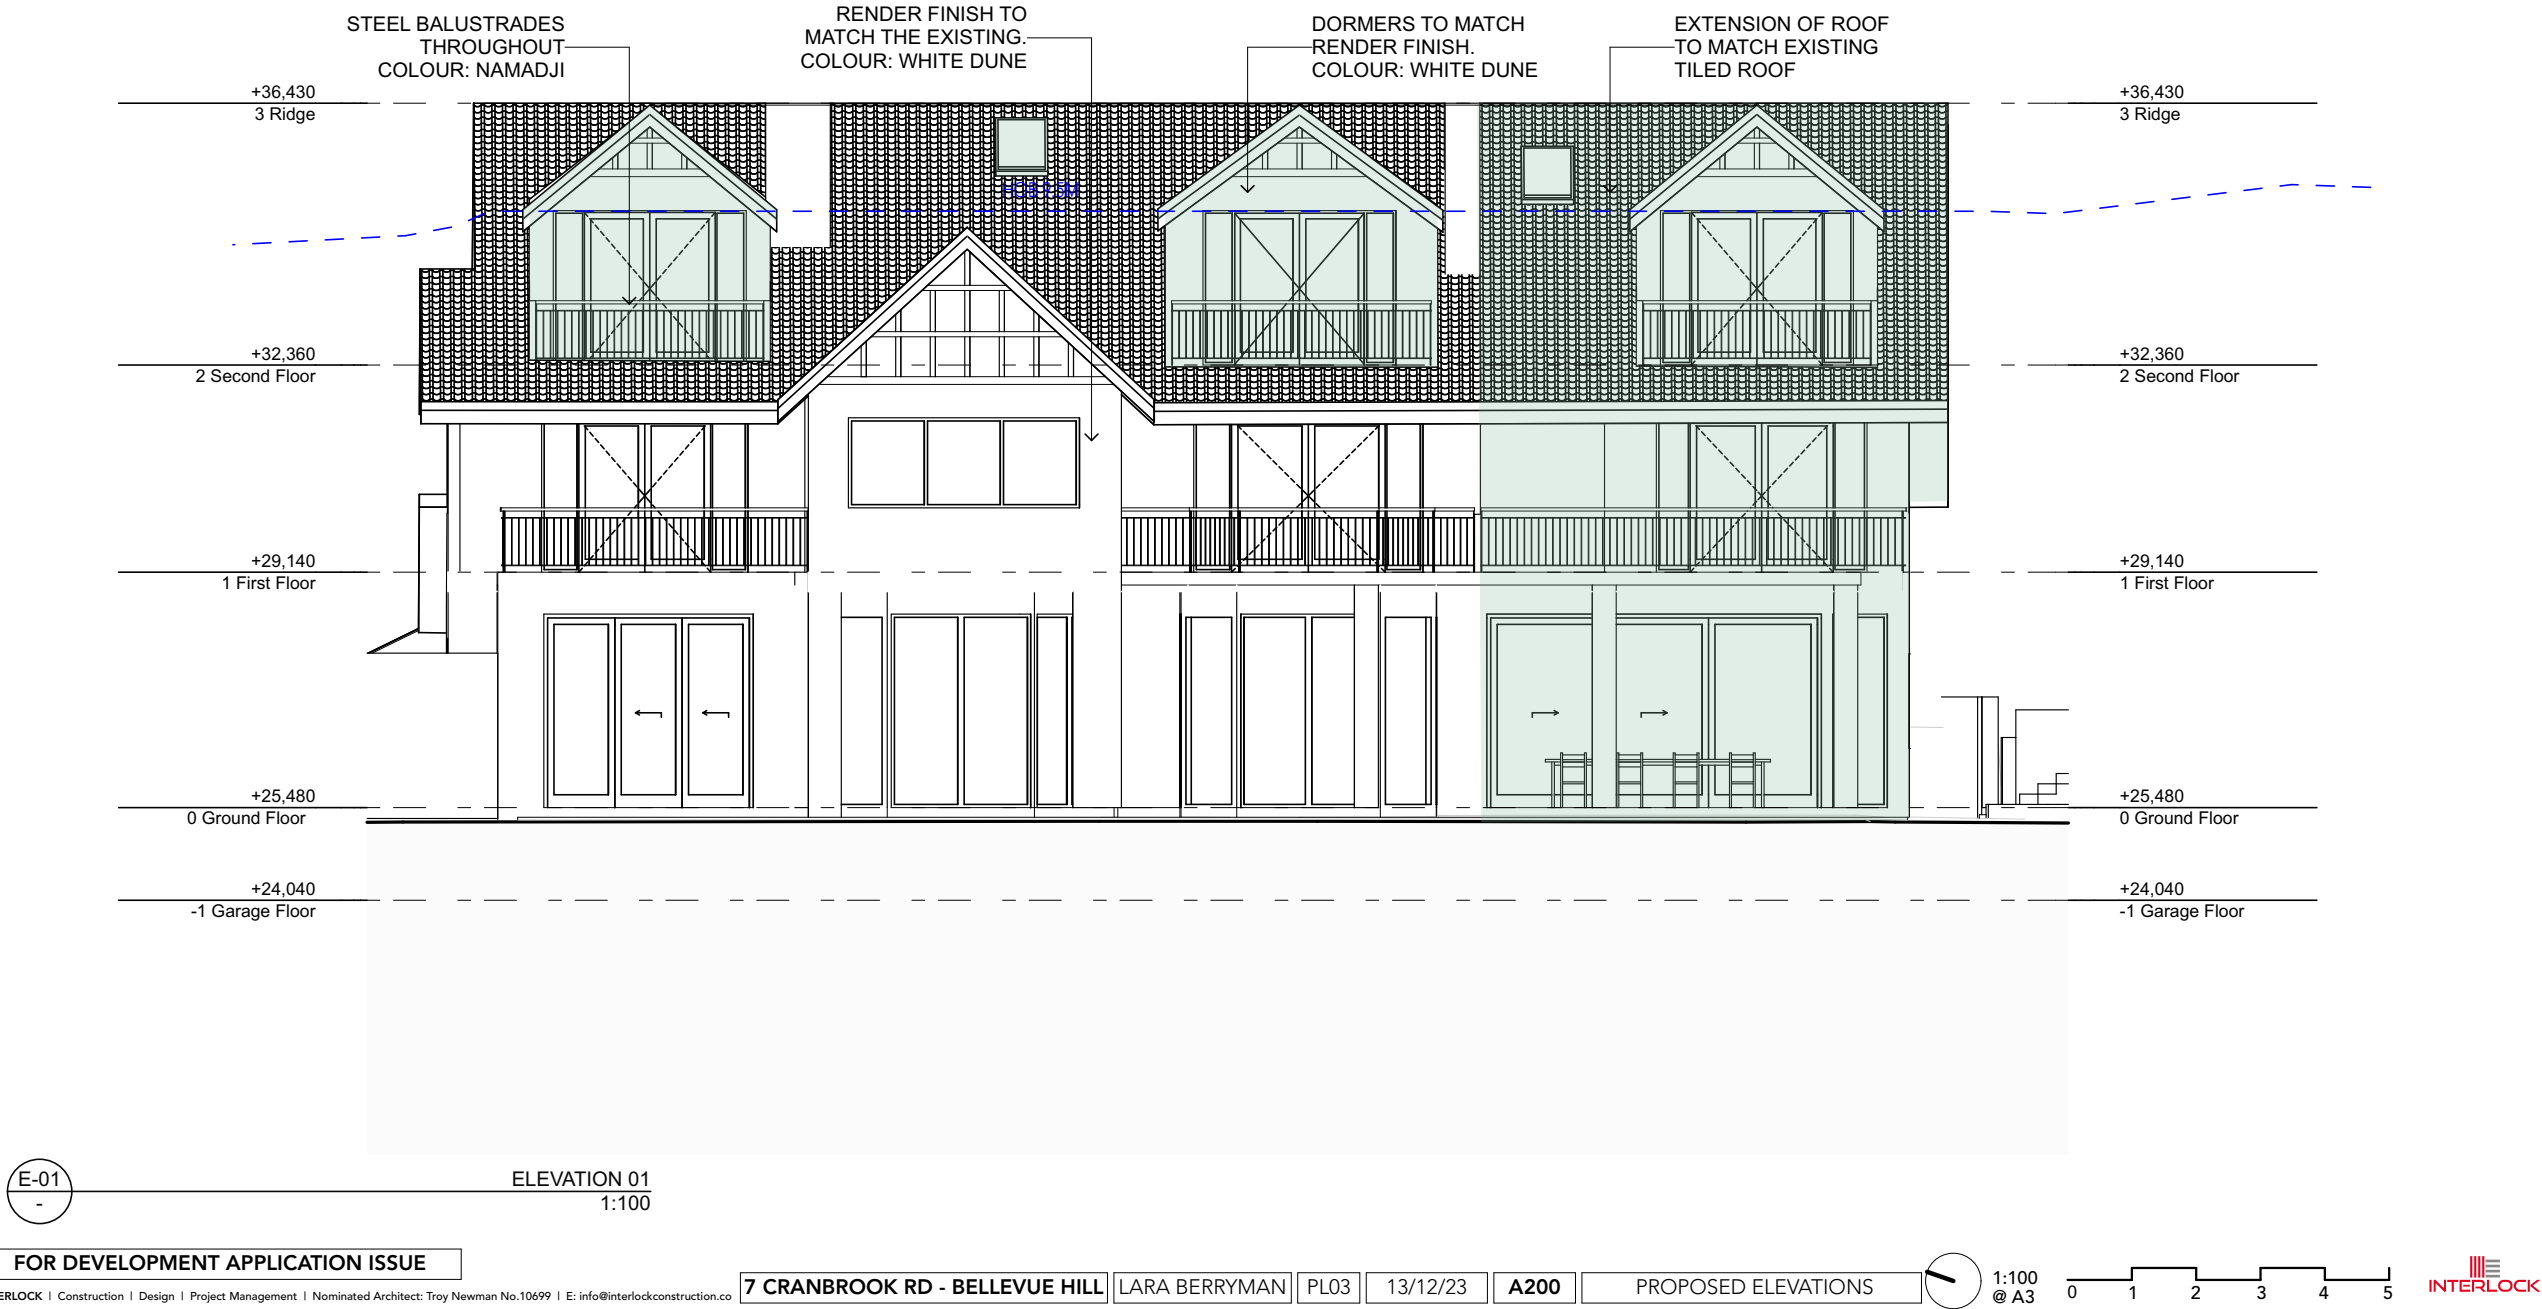 STEEL BALUSTRADES
THROUGHOUT
COLOUR: NAMADJI
RENDER FINISH TO
MATCH THE EXISTING.
COLOUR: WHITE DUNE
DORMERS TO MATCH
RENDER FINISH.
COLOUR: WHITE DUNE
EXTENSION OF ROOF
TO MATCH EXISTING
TILED ROOF
+36,430
3 Ridge
+36,430
3 Ridge
HOB 9.5M
+32,360
2 Second Floor
+32,360
2 Second Floor
+29,140
1 First Floor
+29,140
1 First Floor
+25,480
0 Ground Floor
+25,480
0 Ground Floor
+24,040
-1 Garage Floor
+24,040
-1 Garage Floor
E-01
-
ELEVATION 01
1:100
FOR DEVELOPMENT APPLICATION ISSUE
ERLOCK | Construction | Design | Project Management | Nominated Architect: Troy Newman No.10699 | E: info@interlockconstruction.co
7 CRANBROOK RD - BELLEVUE HILL
LARA BERRYMAN
PL03
13/12/23
A200
PROPOSED ELEVATIONS
1:100
@ A3
0 1 2 3 4 5
INTERLOCK